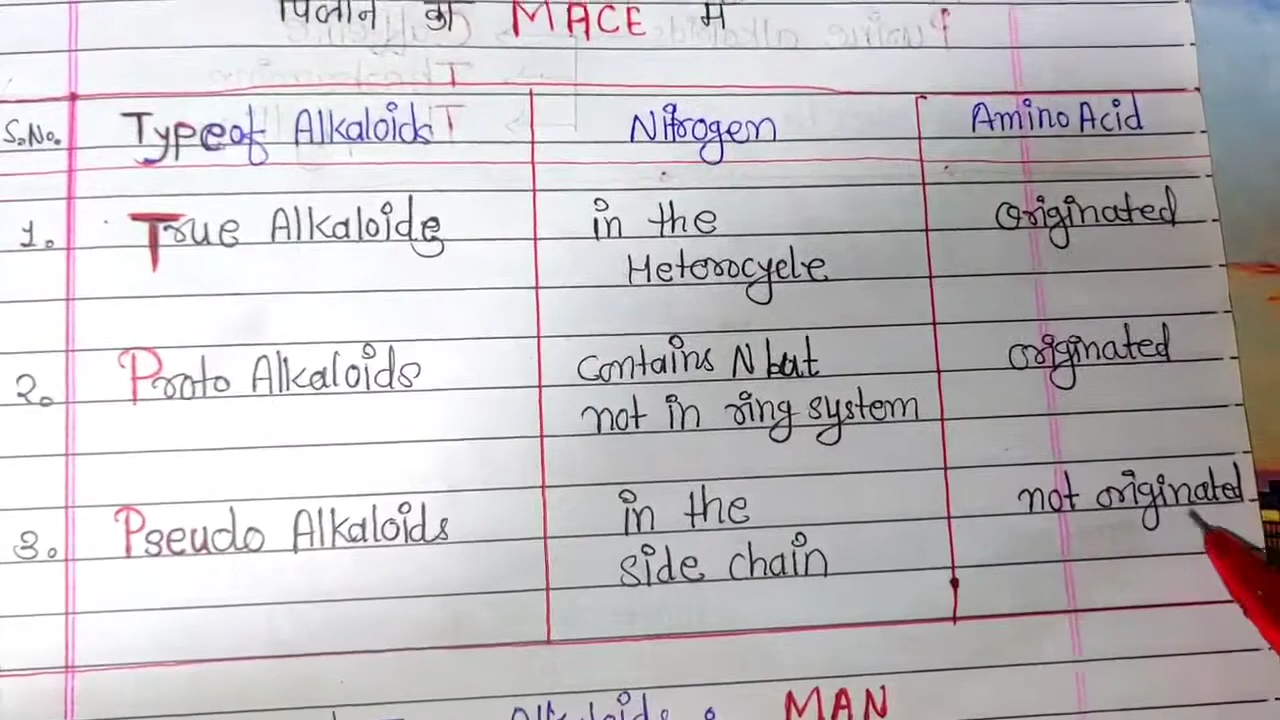 पिलाने का MACE में
S.No. Type of Alkaloids Nitrogen Amino Acid
1. True Alkaloids in the Originated
Heterocycle
2. Proto Alkaloids contains N but originated
not in ring system
3. Pseudo Alkaloids in the not originated
side chain
Alkaloids : MAN